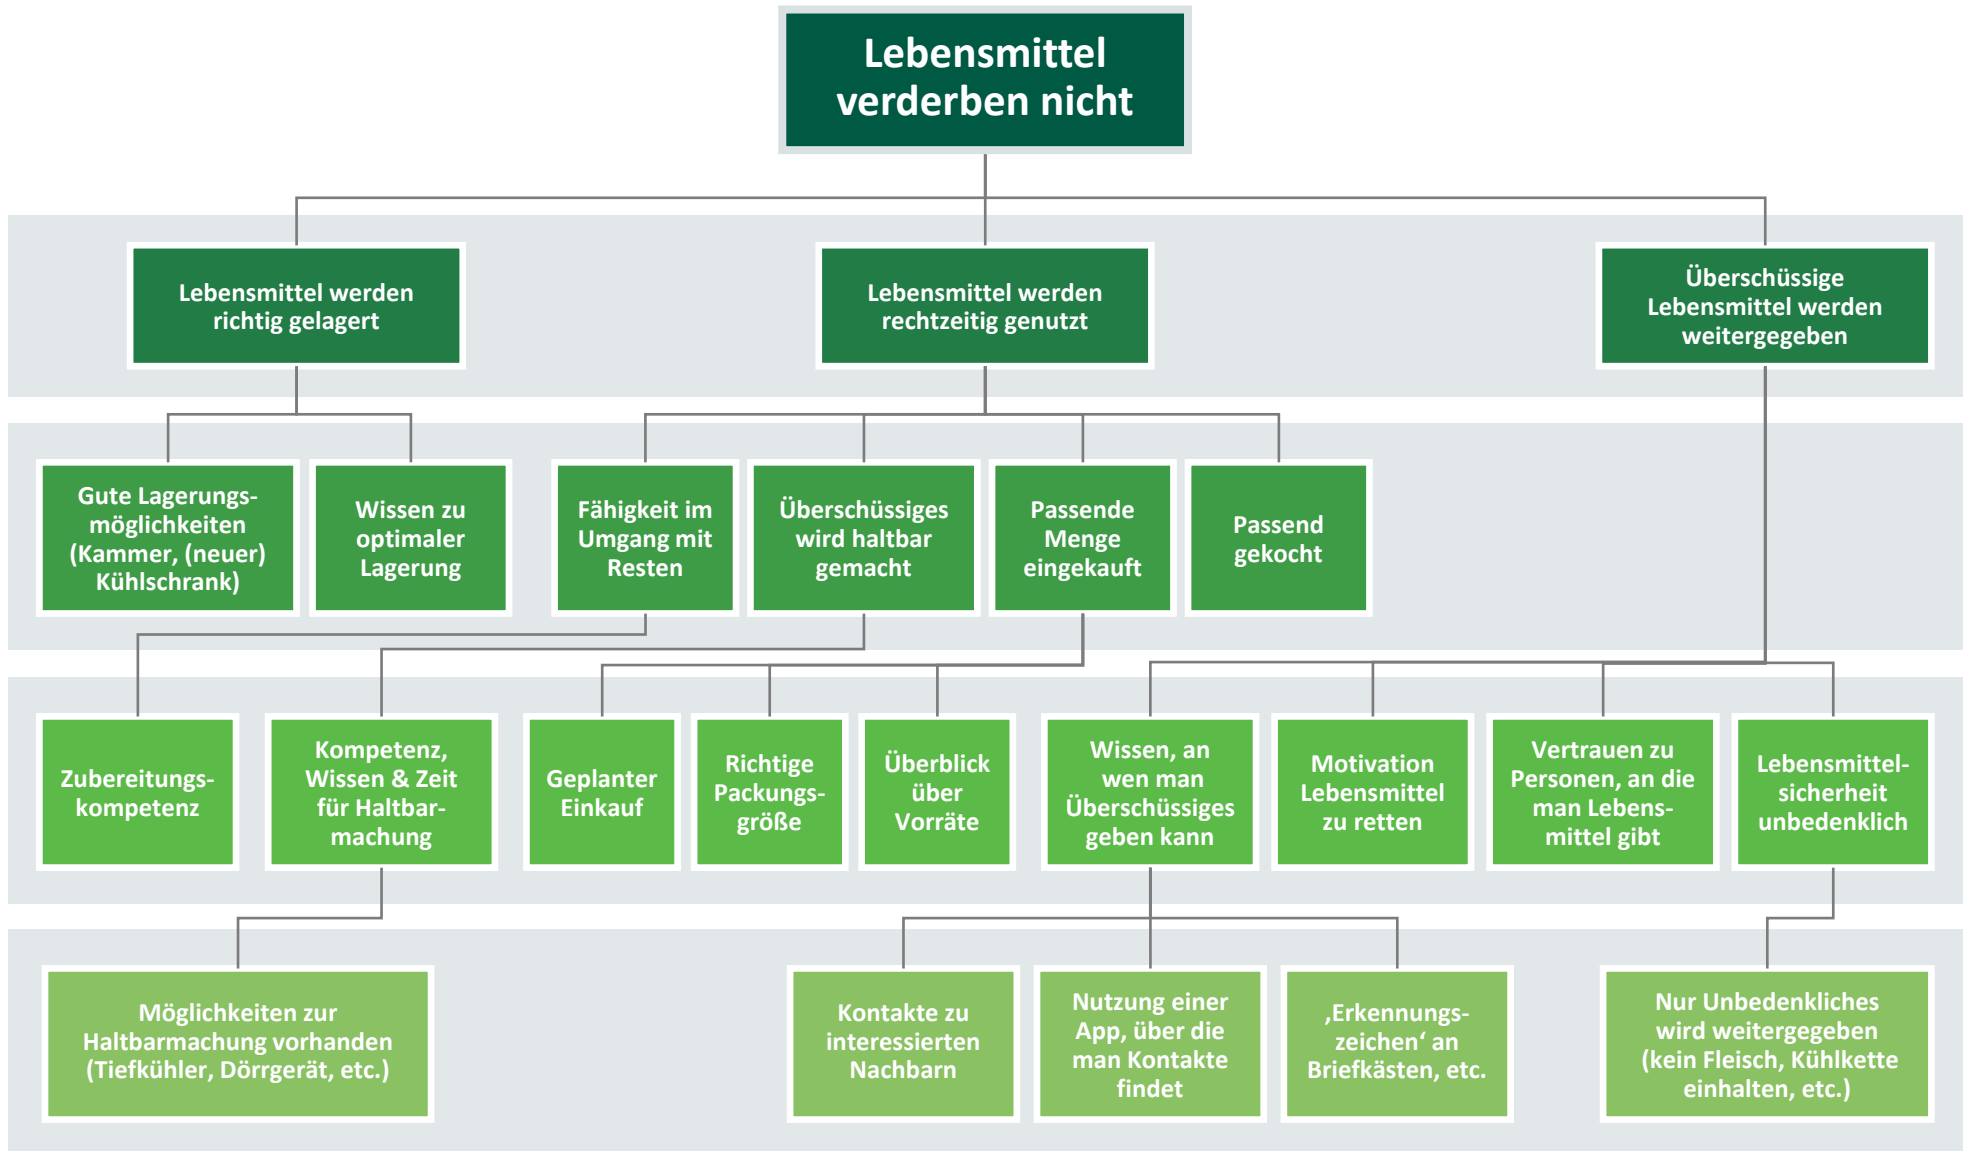 Lebensmittel
verderben nicht
Lebensmittel werden
richtig gelagert
Lebensmittel werden
rechtzeitig genutzt
Überschüssige
Lebensmittel werden
weitergegeben
Gute Lagerungs-
möglichkeiten
(Kammer, (neuer)
Kühlschrank)
Wissen zu
optimaler
Lagerung
Fähigkeit im
Umgang mit
Resten
Überschüssiges
wird haltbar
gemacht
Passende
Menge
eingekauft
Passend
gekocht
Zubereitungs-
kompetenz
Kompetenz,
Wissen & Zeit
für Haltbar-
machung
Geplanter
Einkauf
Richtige
Packungs-
größe
Überblick
über
Vorräte
Wissen, an
wen man
Überschüssiges
geben kann
Motivation
Lebensmittel
zu retten
Vertrauen zu
Personen, an die
man Lebens-
mittel gibt
Lebensmittel-
sicherheit
unbedenklich
Möglichkeiten zur
Haltbarmachung vorhanden
(Tiefkühler, Dörrgerät, etc.)
Kontakte zu
interessierten
Nachbarn
Nutzung einer
App, über die
man Kontakte
findet
‚Erkennungs-
zeichen‘ an
Briefkästen, etc.
Nur Unbedenkliches
wird weitergegeben
(kein Fleisch, Kühlkette
einhalten, etc.)